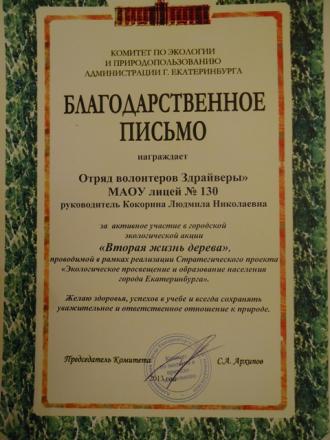 КОМИТЕТ ПО ЭКОЛОГИИ
И ПРИРОДОПОЛЬЗОВАНИЮ
АДМИНИСТРАЦИИ Г. ЕКАТЕРИНБУРГА
БЛАГОДАРСТВЕННОЕ
ПИСЬМО
награждает
Отряд волонтеров Здрайверы»
МАОУ лицей № 130
руководитель Кокорина Людмила Николаевна
за активное участие в городской
экологической акции
«Вторая жизнь дерева»,
проводимой в рамках реализации Стратегического проекта
«Экологическое просвещение и образование населения
города Екатеринбурга».
Желаю здоровья, успехов в учебе и всегда сохранять
уважительное и ответственное отношение к природе.
Председатель Комитета С.А. Архипов
2013 год